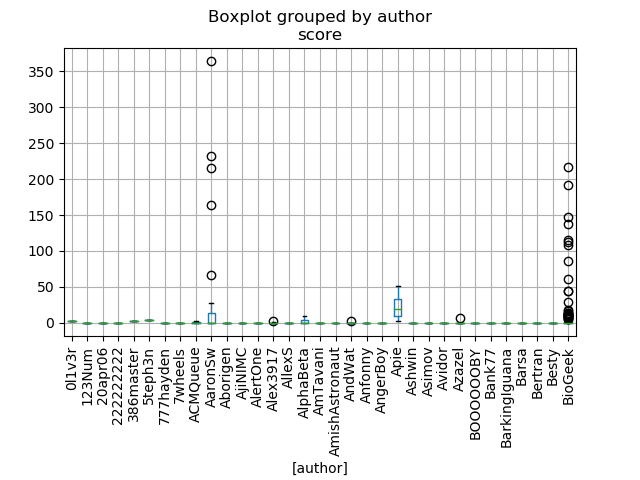 Boxplot grouped by author
score
350
300
250
200
150
100
50
0
0l1v3r
123Num
20apr06
2222222222
386master
5teph3n
777hayden
7wheels
ACMQueue
AaronSw
Aborigen
AjiNIMC
AlertOne
Alex3917
AllexS
AlphaBeta
AmTavani
AmishAstronaut
AndWat
Anfonny
AngerBoy
Apie
Ashwin
Asimov
Avidor
Azazel
BOOOOOOBY
Bank77
BarkingIguana
Barsa
Bertran
Besty
BioGeek
[author]